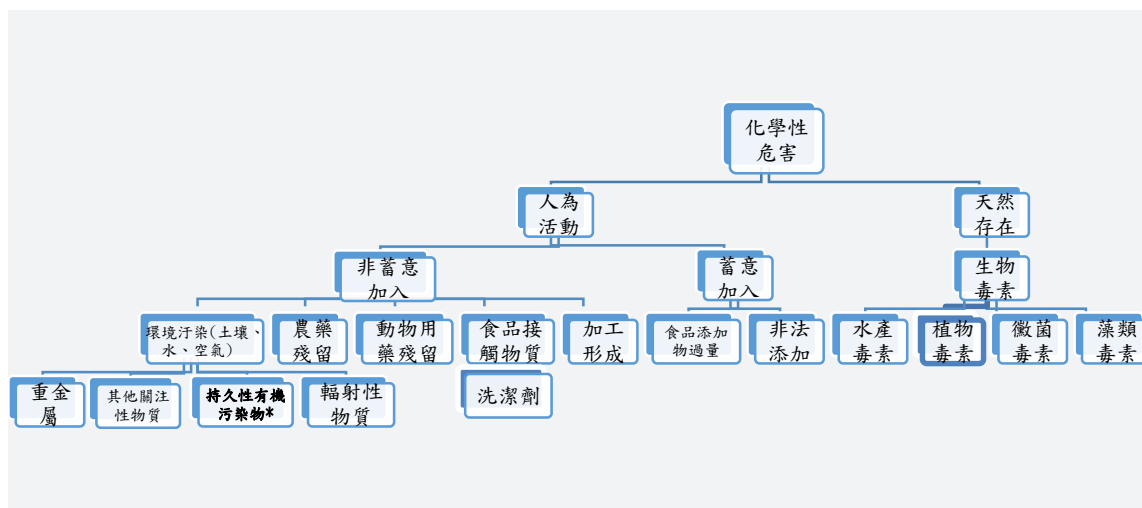 化學性
危害
人為
活動
天然
存在
非蓄意
加入
蓄意
加入
生物
毒素
環境汙染(土壤、
水、空氣)
農藥
殘留
動物用
藥殘留
食品接
觸物質
加工
形成
食品添加
物過量
非法
添加
水產
毒素
植物
毒素
黴菌
毒素
藻類
毒素
重金
屬
其他關注
性物質
持久性有機
污染物*
輻射性
物質
洗潔劑